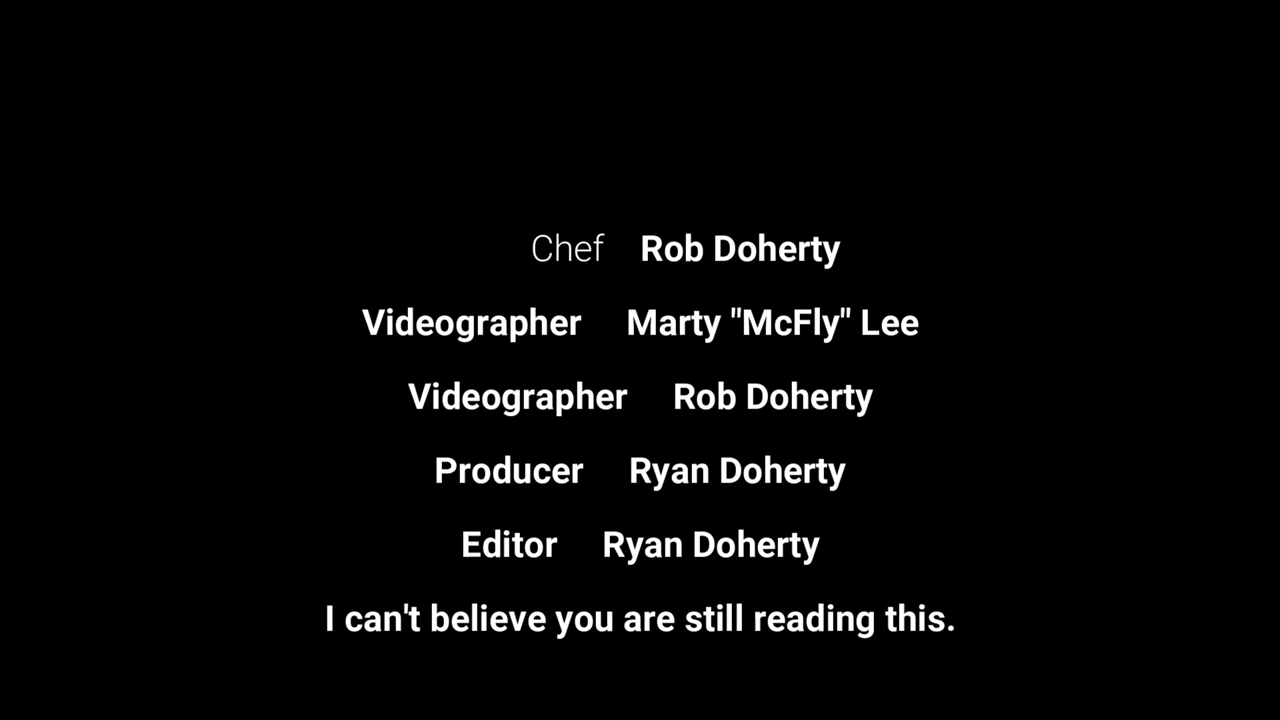 Chef Rob Doherty
Videographer Marty "McFly" Lee
Videographer Rob Doherty
Producer Ryan Doherty
Editor Ryan Doherty
I can't believe you are still reading this.